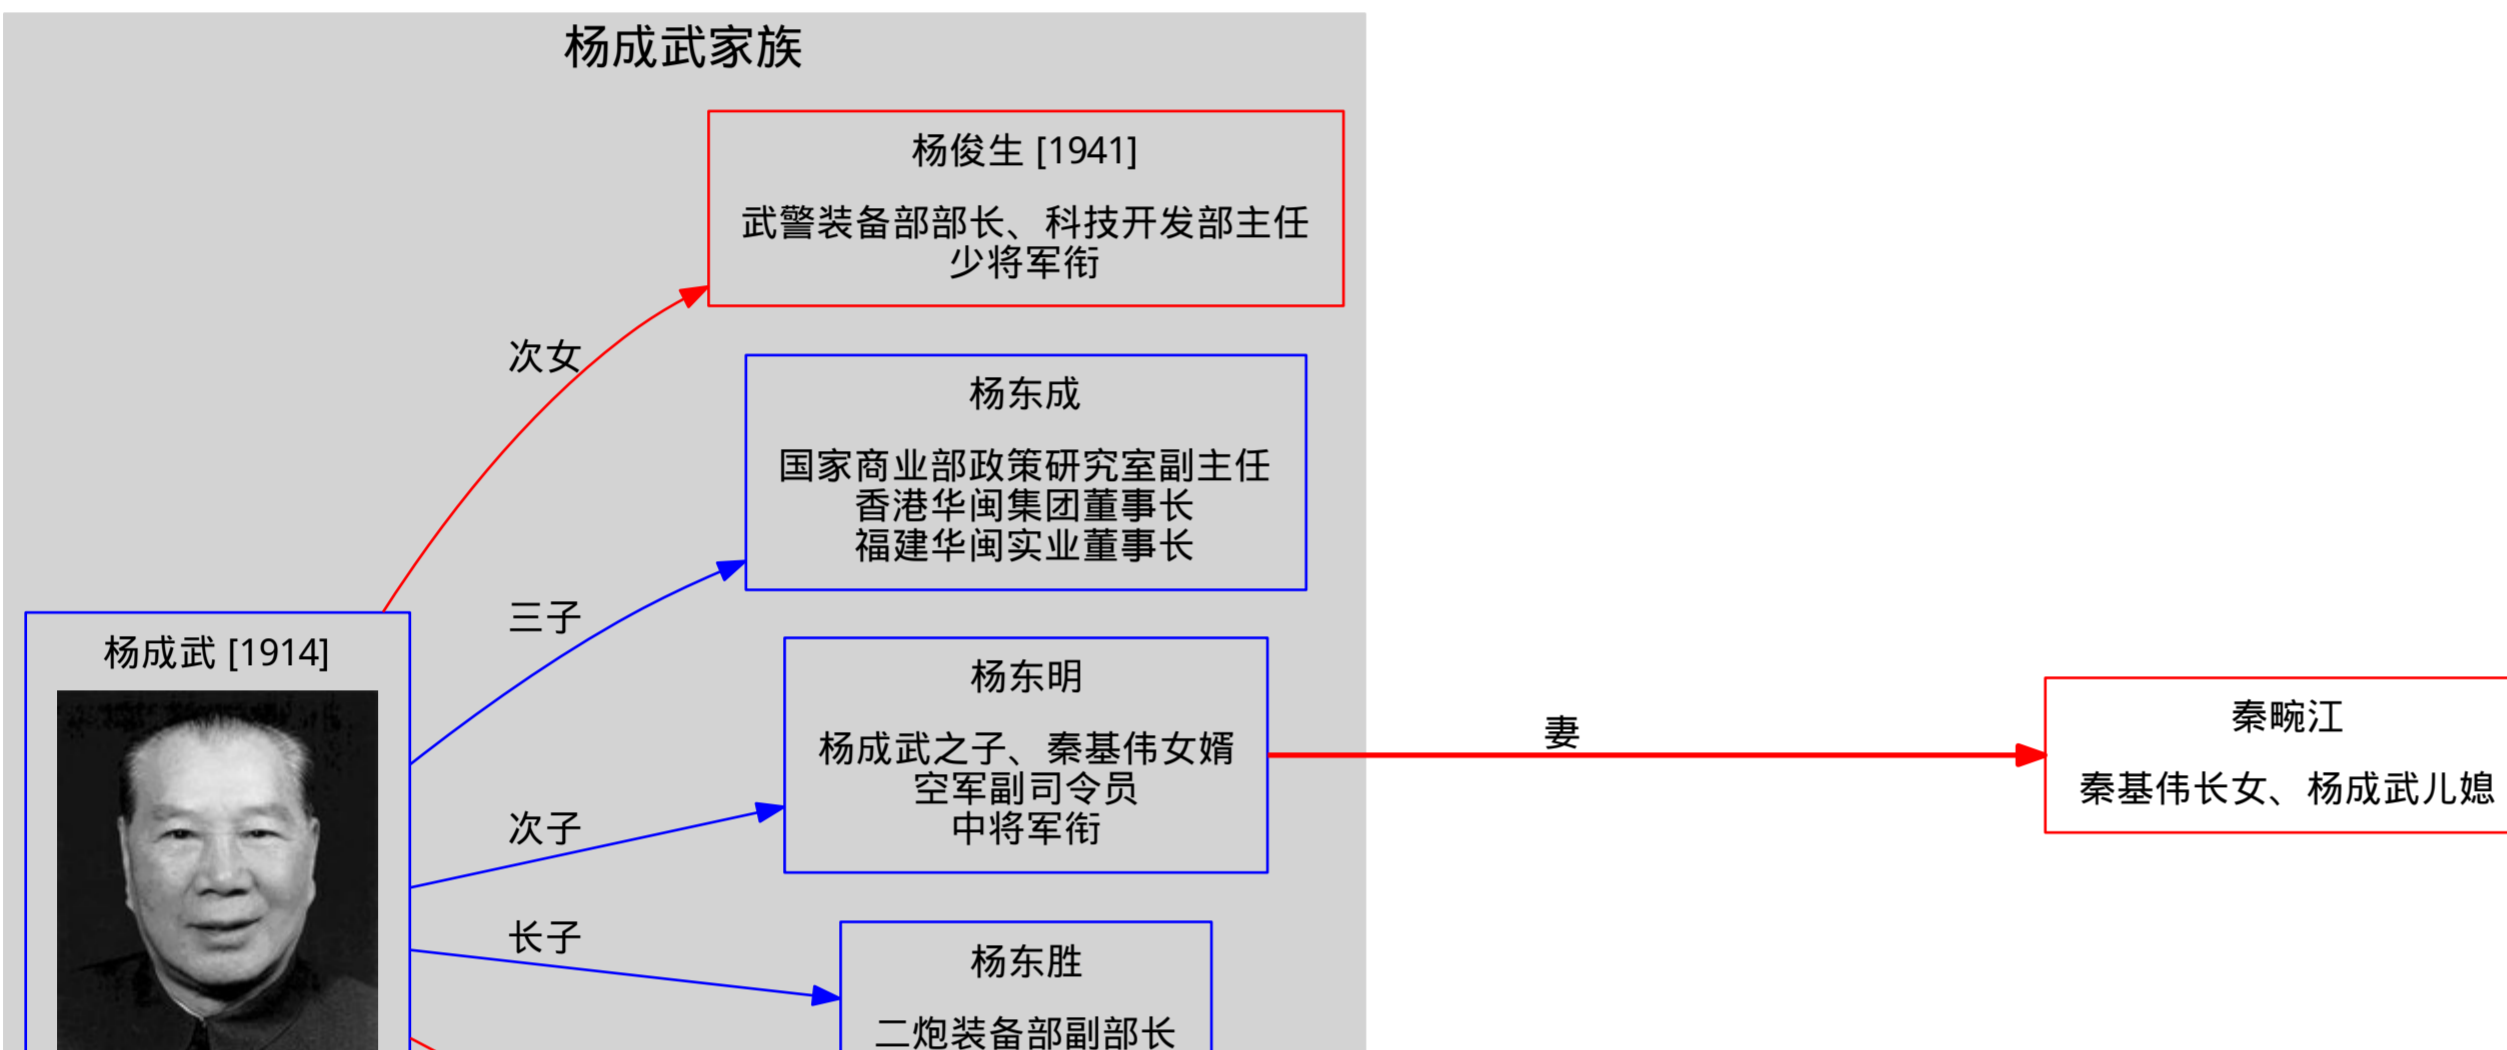 杨成武家族
杨俊生 [1941]
武警装备部部长、科技开发部主任
少将军衔
次女
杨东成
国家商业部政策研究室副主任
香港华闽集团董事长
福建华闽实业董事长
三子
杨成武 [1914]
杨东明
杨成武之子、秦基伟女婿
空军副司令员
中将军衔
次子
妻
秦畹江
秦基伟长女、杨成武儿媳
长子
杨东胜
二炮装备部副部长